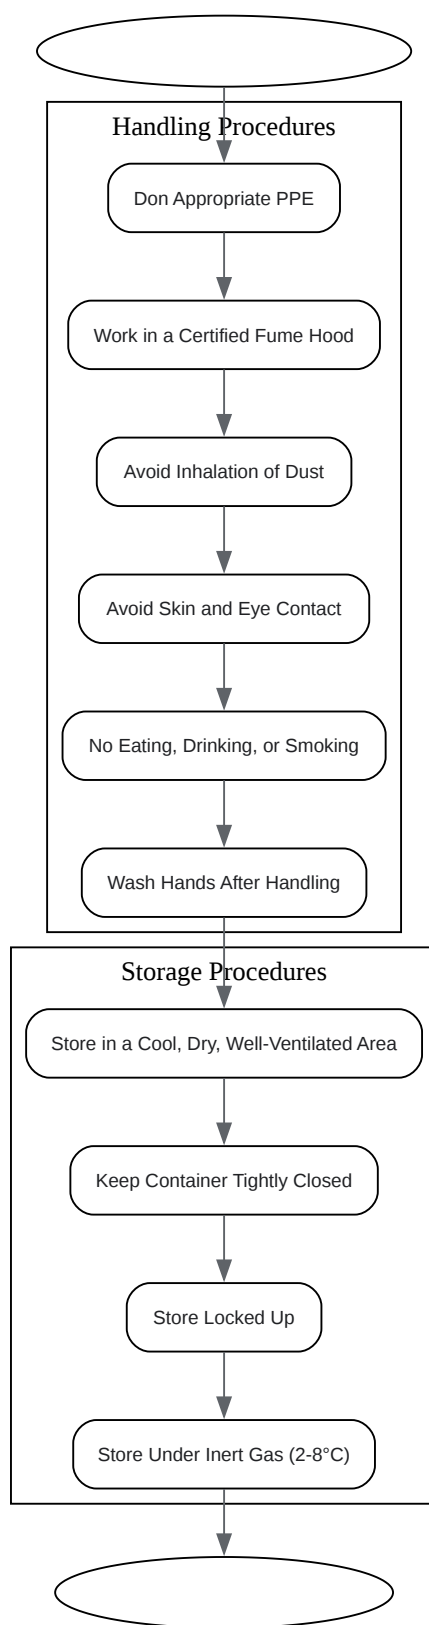 Handling Procedures
Don Appropriate PPE
Work in a Certified Fume Hood
Avoid Inhalation of Dust
Avoid Skin and Eye Contact
No Eating, Drinking, or Smoking
Wash Hands After Handling
Storage Procedures
Store in a Cool, Dry, Well-Ventilated Area
Keep Container Tightly Closed
Store Locked Up
Store Under Inert Gas (2-8°C)